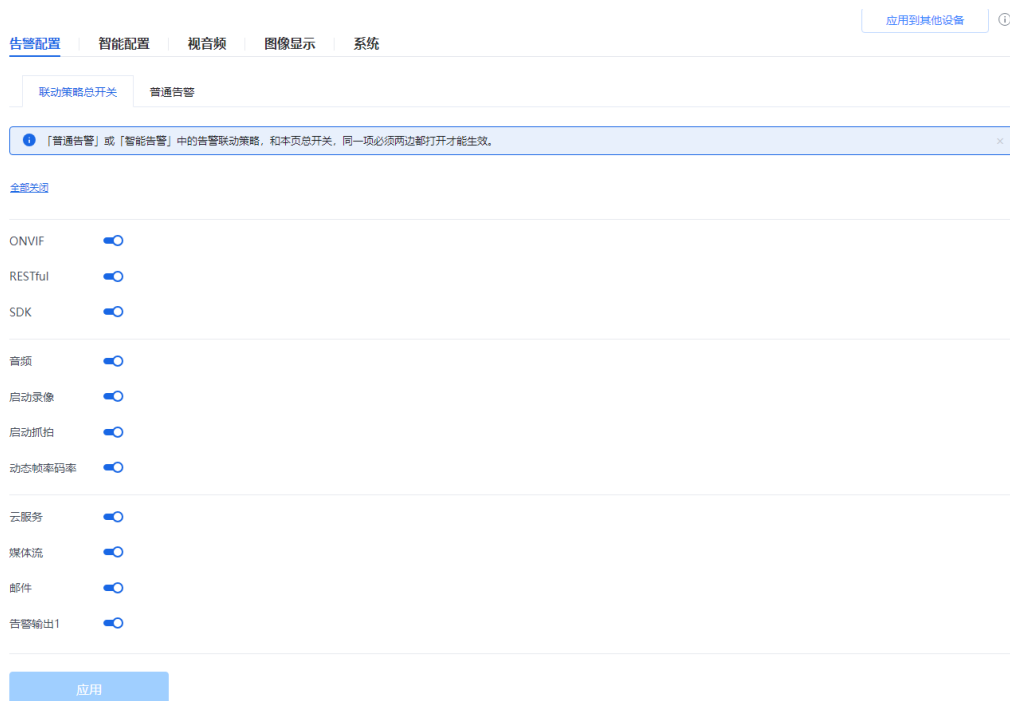 应用到其他设备
告警配置 智能配置 视音频 图像显示 系统
联动策略总开关 普通告警
「普通告警」或「智能告警」中的告警联动策略，和本页总开关，同一项必须两边都打开才能生效。
全部关闭
ONVIF
RESTful
SDK
音频
启动录像
启动抓拍
动态帧率码率
云服务
媒体流
邮件
告警输出1
应用